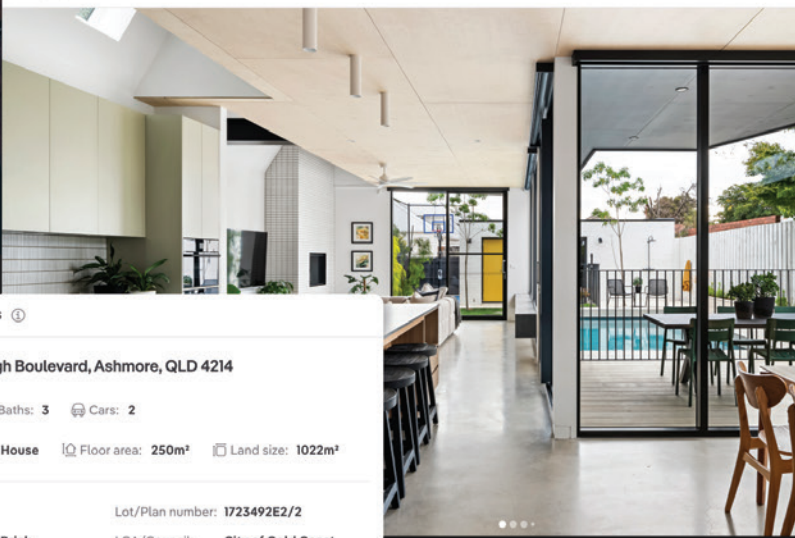 gh Boulevard, Ashmore, QLD 4214
Baths: 3 Cars: 2
House Floor area: 250m² Land size: 1022m²
Lot/Plan number: 1723492E2/2